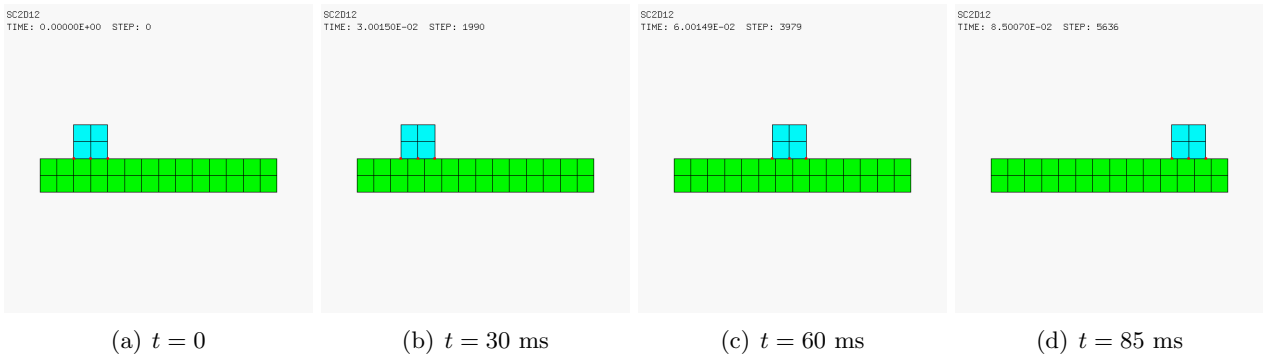 SC2D12
TIME: 0.00000E+00 STEP: 0
SC2D12
TIME: 3.00150E-02 STEP: 1990
SC2D12
TIME: 6.00149E-02 STEP: 3979
SC2D12
TIME: 8.50070E-02 STEP: 5636
(a) t = 0
(b) t = 30 ms
(c) t = 60 ms
(d) t = 85 ms